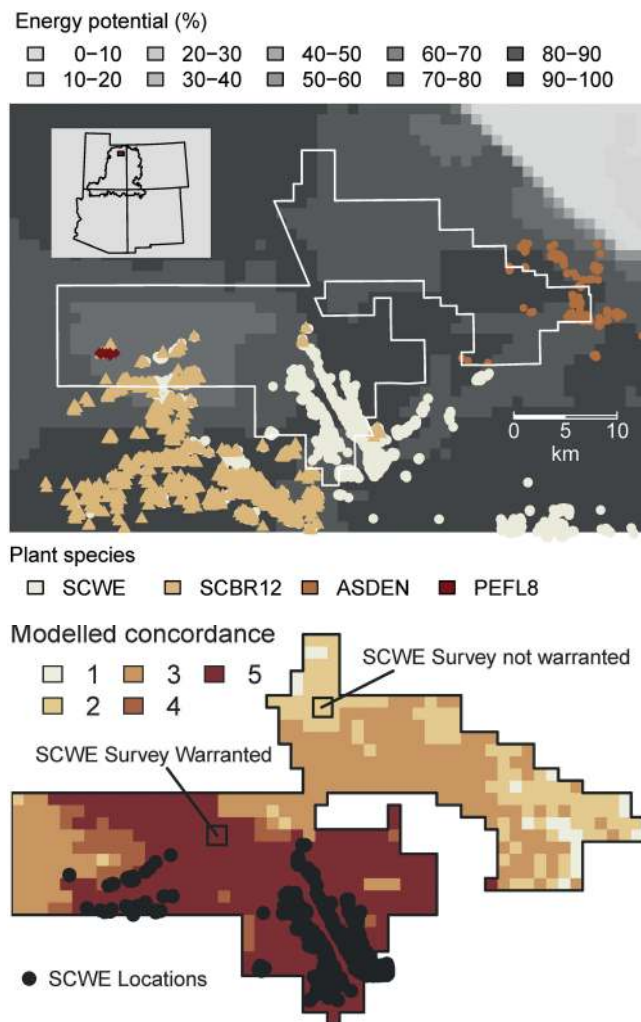 Energy potential (%)
0−10 20−30 40−50 60−70 80−90
10−20 30−40 50−60 70−80 90−100
0 5 10
km
Plant species
SCWE SCBR12 ASDEN PEFL8
Modelled concordance
1 3 5
2 4
SCWE Survey not warranted
SCWE Survey Warranted
SCWE Locations